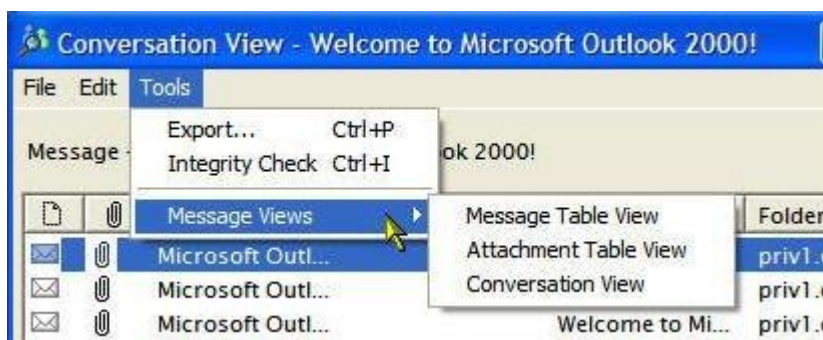 Conversation View - Welcome to Microsoft Outlook 2000!
File Edit Tools
Export... Ctrl+P
Message - ok 2000!
Integrity Check Ctrl+I
Message Views Message Table View Folder
Microsoft Outl... Attachment Table View priv1.
Microsoft Outl... Conversation View priv1.
Microsoft Outl... Welcome to Mi... priv1.